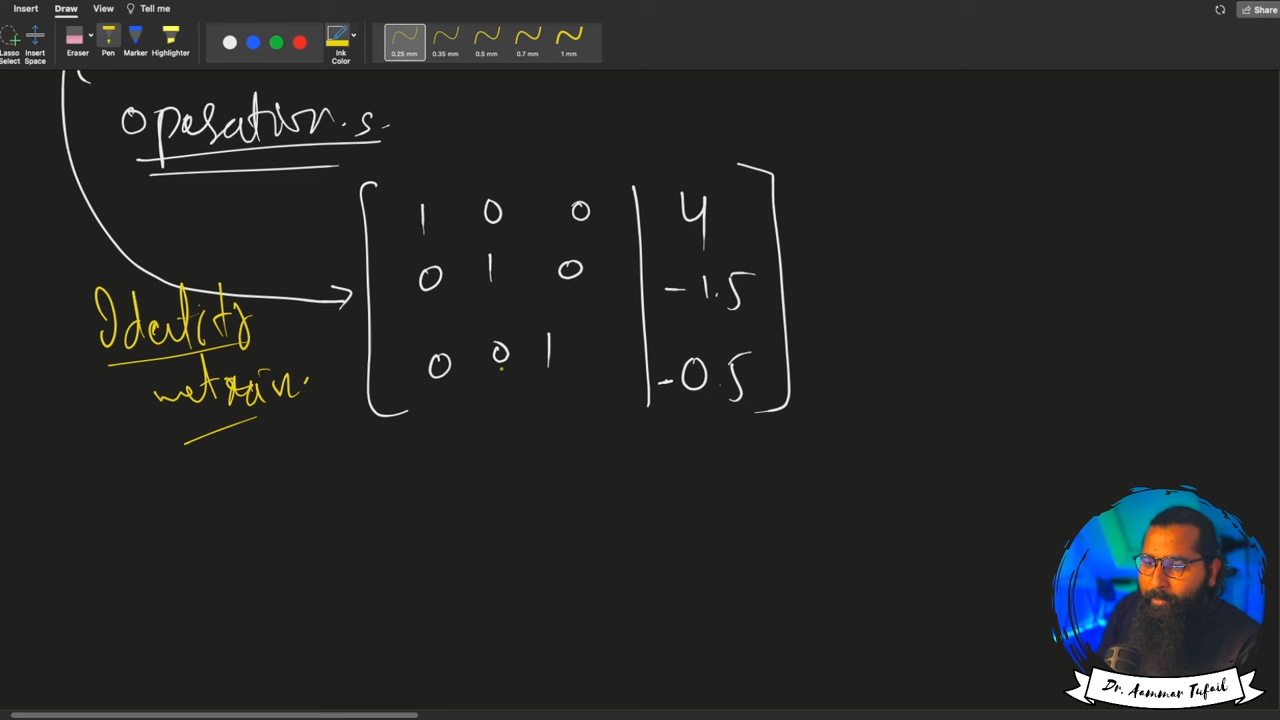 Insert Draw View Tell me
Share
Lasso Select
Insert Space
Eraser
Pen
Marker
Highlighter
Ink Color
0.25 mm
0.35 mm
0.5 mm
0.7 mm
1 mm
operations.
1 0 0 | 4
0 1 0 | -1.5
0 0 1 | -0.5
Identity
metrix.
Dr. Aammar Tufail